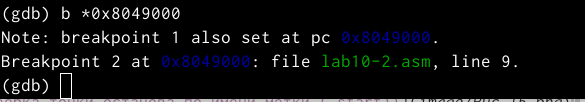 (gdb) b *0x8049000
Note: breakpoint 1 also set at pc 0x8049000.
Breakpoint 2 at 0x8049000: file lab10-2.asm, line 9.
(gdb)